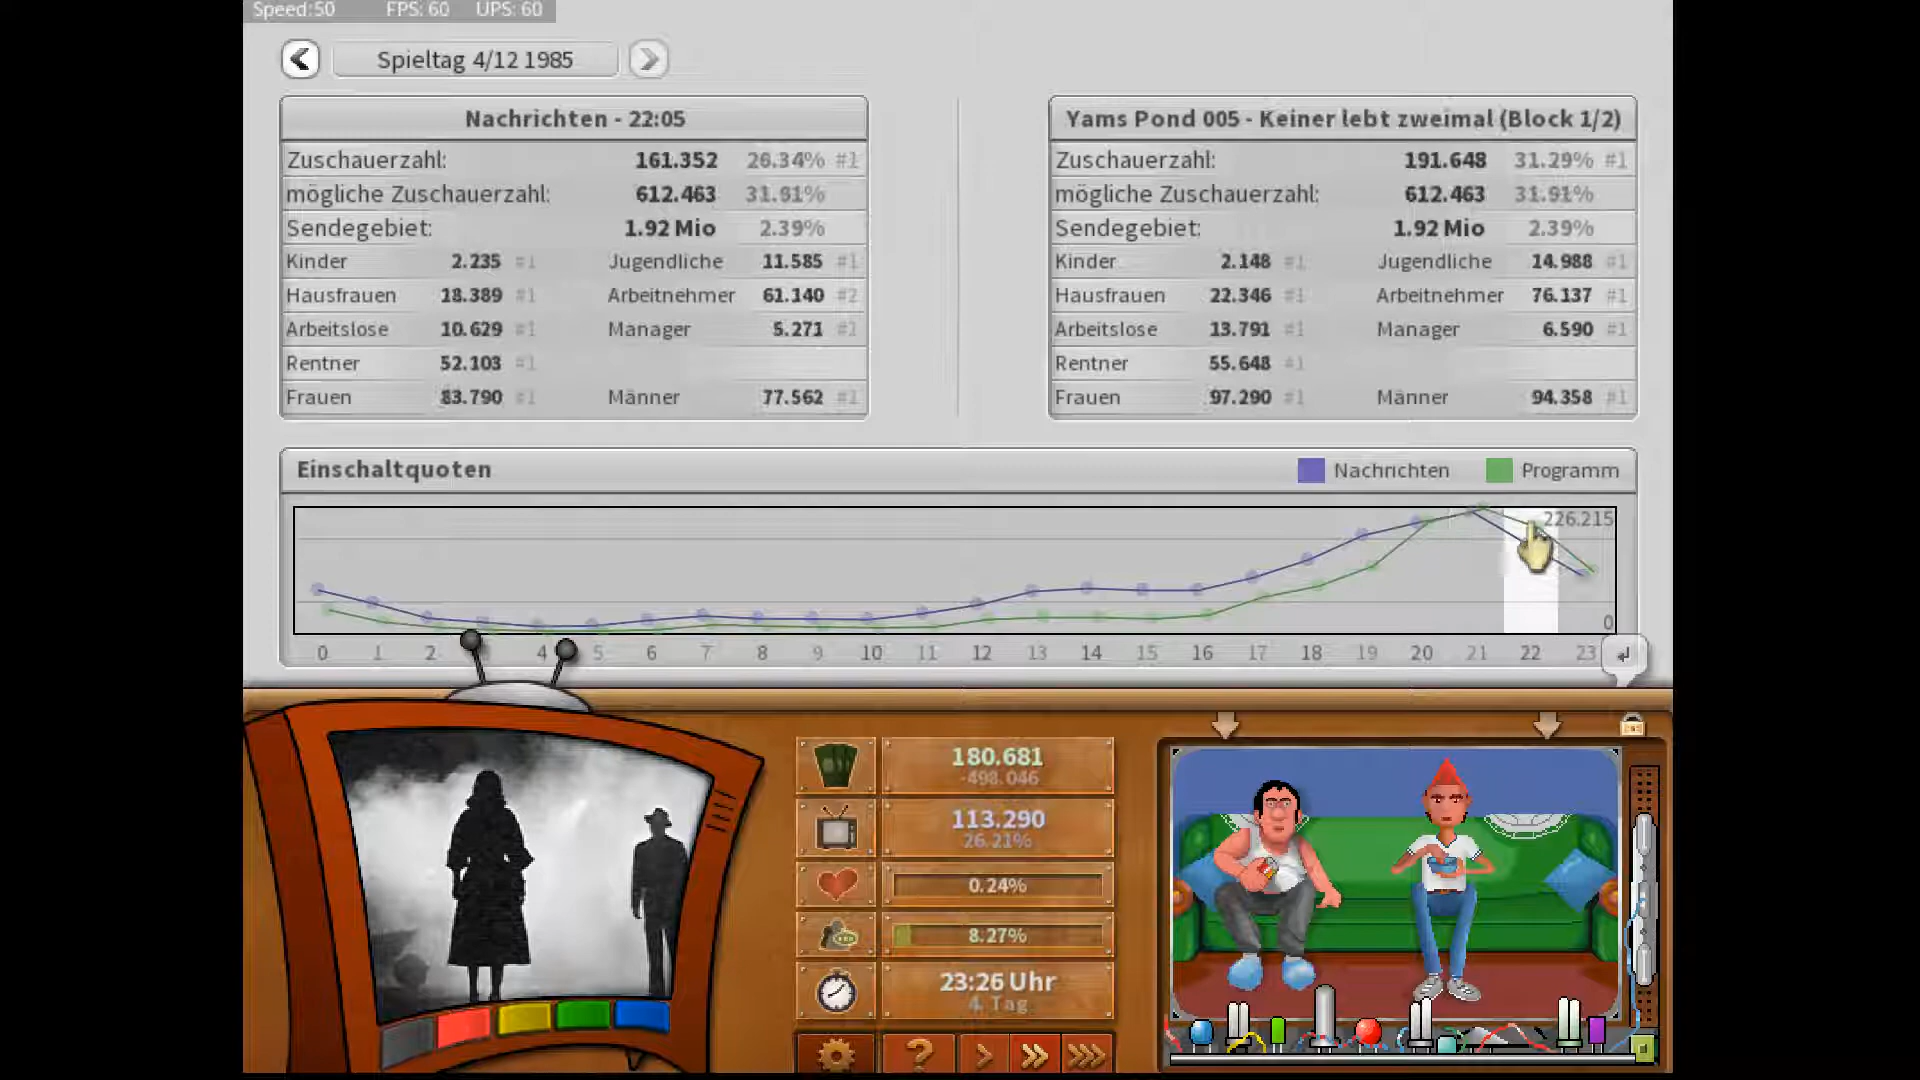 Speed:50 FPS: 60 UPS: 60
Spieltag 4/12 1985
Nachrichten - 22:05
Zuschauerzahl: 161.352 26.34% #1
mögliche Zuschauerzahl: 612.463 31.91%
Sendegebiet: 1.92 Mio 2.39%
Kinder 2.235 #1 Jugendliche 11.585 #1
Hausfrauen 18.389 #1 Arbeitnehmer 61.140 #2
Arbeitslose 10.629 #1 Manager 5.271 #1
Rentner 52.103 #1
Frauen 83.790 #1 Männer 77.562 #1
Yams Pond 005 - Keiner lebt zweimal (Block 1/2)
Zuschauerzahl: 191.648 31.29% #1
mögliche Zuschauerzahl: 612.463 31.91%
Sendegebiet: 1.92 Mio 2.39%
Kinder 2.148 #1 Jugendliche 14.988 #1
Hausfrauen 22.346 #1 Arbeitnehmer 76.137 #1
Arbeitslose 13.791 #1 Manager 6.590 #1
Rentner 55.648 #1
Frauen 97.290 #1 Männer 94.358 #1
Einschaltquoten Nachrichten Programm
226.215
0
0 1 2 4 5 6 7 8 9 10 11 12 13 14 15 16 17 18 19 20 21 22 23
180.681
-498.046
113.290
26.21%
0.24%
8.27%
23:26 Uhr
4. Tag
?